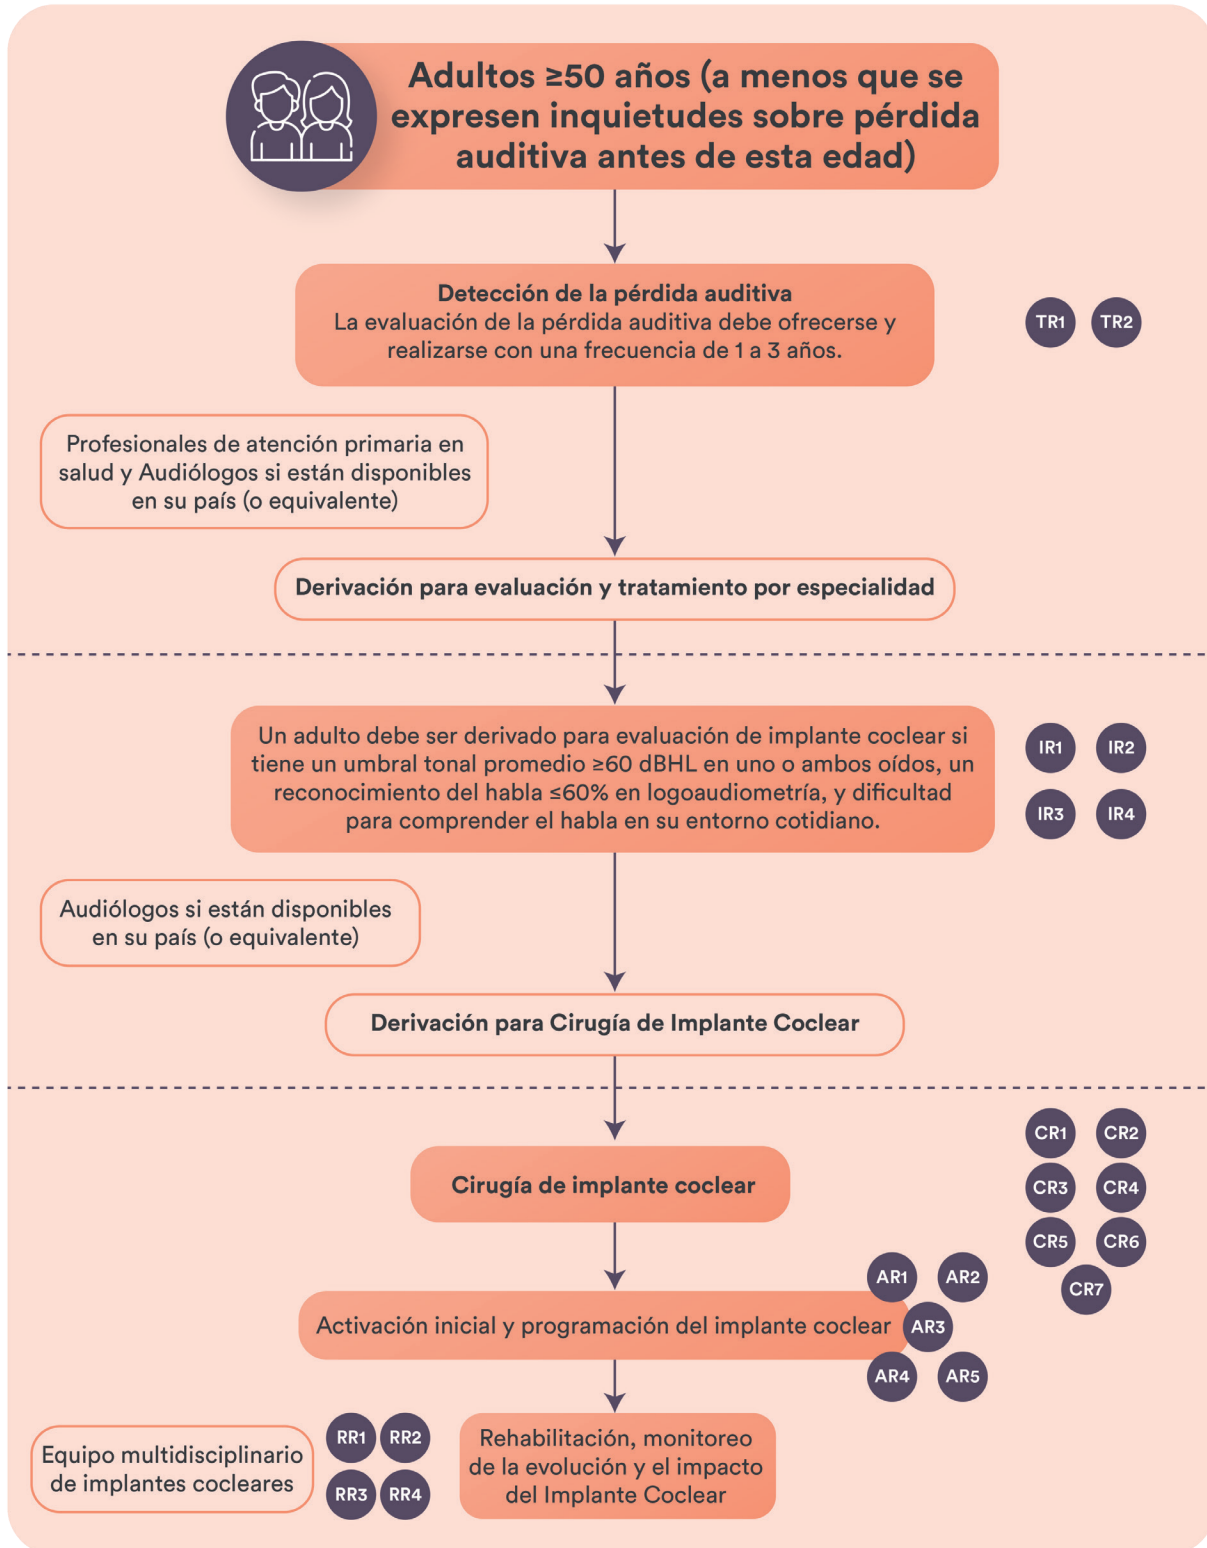 Adultos ≥50 años (a menos que se
expresen inquietudes sobre pérdida
auditiva antes de esta edad)
Detección de la pérdida auditiva
La evaluación de la pérdida auditiva debe ofrecerse y
realizarse con una frecuencia de 1 a 3 años.
TR1 TR2
Profesionales de atención primaria en
salud y Audiólogos si están disponibles
en su país (o equivalente)
Derivación para evaluación y tratamiento por especialidad
Un adulto debe ser derivado para evaluación de implante coclear si
tiene un umbral tonal promedio ≥60 dBHL en uno o ambos oídos, un
reconocimiento del habla ≤60% en logoaudiometría, y dificultad
para comprender el habla en su entorno cotidiano.
IR1 IR2
IR3 IR4
Audiólogos si están disponibles
en su país (o equivalente)
Derivación para Cirugía de Implante Coclear
Cirugía de implante coclear
CR1 CR2
CR3 CR4
CR5 CR6
CR7
Activación inicial y programación del implante coclear
AR1 AR2
AR3
AR4 AR5
Equipo multidisciplinario
de implantes cocleares
RR1 RR2
RR3 RR4
Rehabilitación, monitoreo
de la evolución y el impacto
del Implante Coclear